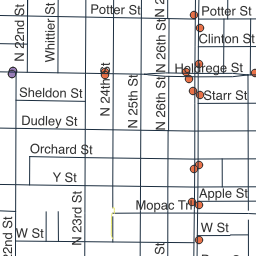 Potter St
Potter St
N 22nd St
Whittier St
N 26th St
Clinton St
Holdrege St
Sheldon St
N 24th St
N 25th St
N 26th St
Starr St
Dudley St
Orchard St
Y St
N 23rd St
Apple St
Mopac Trl
W St
W St
22nd St
St